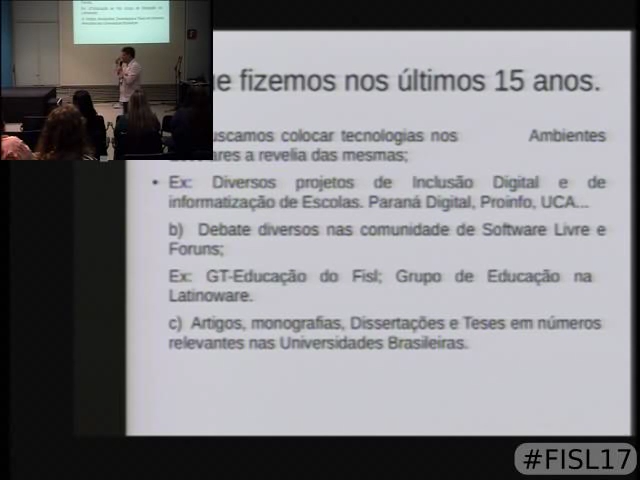 ue fizemos nos últimos 15 anos.
uscamos colocar tecnologias nos Ambientes
ares a revelia das mesmas;
• Ex: Diversos projetos de Inclusão Digital e de
informatização de Escolas. Paraná Digital, Proinfo, UCA...
b) Debate diversos nas comunidade de Software Livre e
Foruns;
Ex: GT-Educação do Fisl; Grupo de Educação na
Latinoware.
c) Artigos, monografias, Dissertações e Teses em números
relevantes nas Universidades Brasileiras.
#FISL17